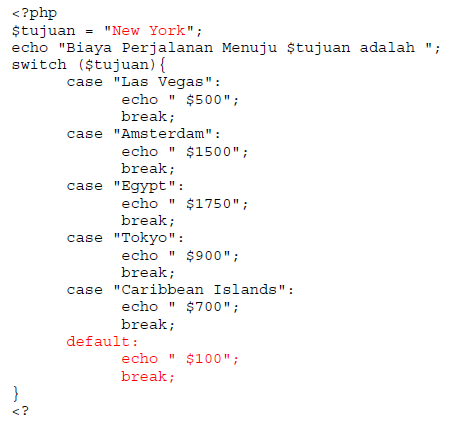 <?php
$tujuan = "New York";
echo "Biaya Perjalanan Menuju $tujuan adalah ";
switch ($tujuan){
case "Las Vegas":
echo " $500";
break;
case "Amsterdam":
echo " $1500";
break;
case "Egypt":
echo " $1750";
break;
case "Tokyo":
echo " $900";
break;
case "Caribbean Islands":
echo " $700";
break;
default:
echo " $100";
break;
}
<?